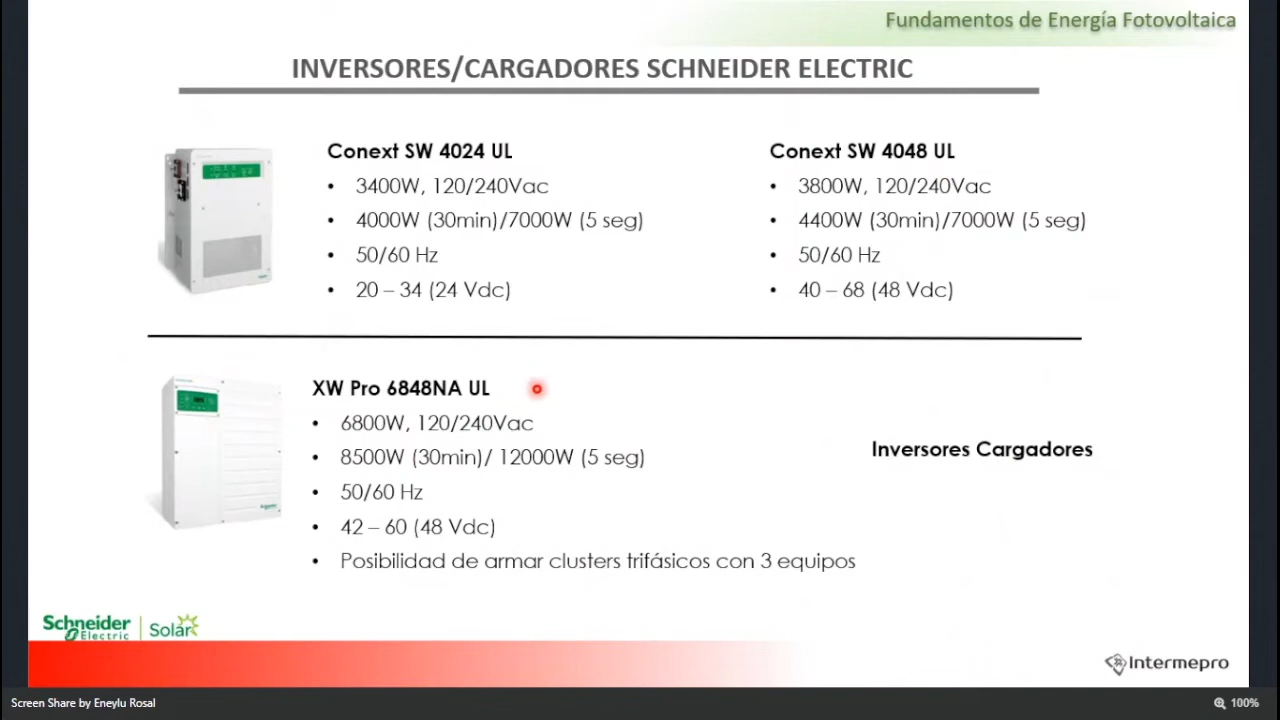 Fundamentos de Energía Fotovoltaica
INVERSORES/CARGADORES SCHNEIDER ELECTRIC
Conext SW 4024 UL
• 3400W, 120/240Vac
• 4000W (30min)/7000W (5 seg)
• 50/60 Hz
• 20 – 34 (24 Vdc)
Conext SW 4048 UL
• 3800W, 120/240Vac
• 4400W (30min)/7000W (5 seg)
• 50/60 Hz
• 40 – 68 (48 Vdc)
XW Pro 6848NA UL
• 6800W, 120/240Vac
• 8500W (30min)/ 12000W (5 seg)
• 50/60 Hz
• 42 – 60 (48 Vdc)
• Posibilidad de armar clusters trifásicos con 3 equipos
Inversores Cargadores
Schneider Electric | Solar
Intermepro
Screen Share by Eneylu Rosal
100%